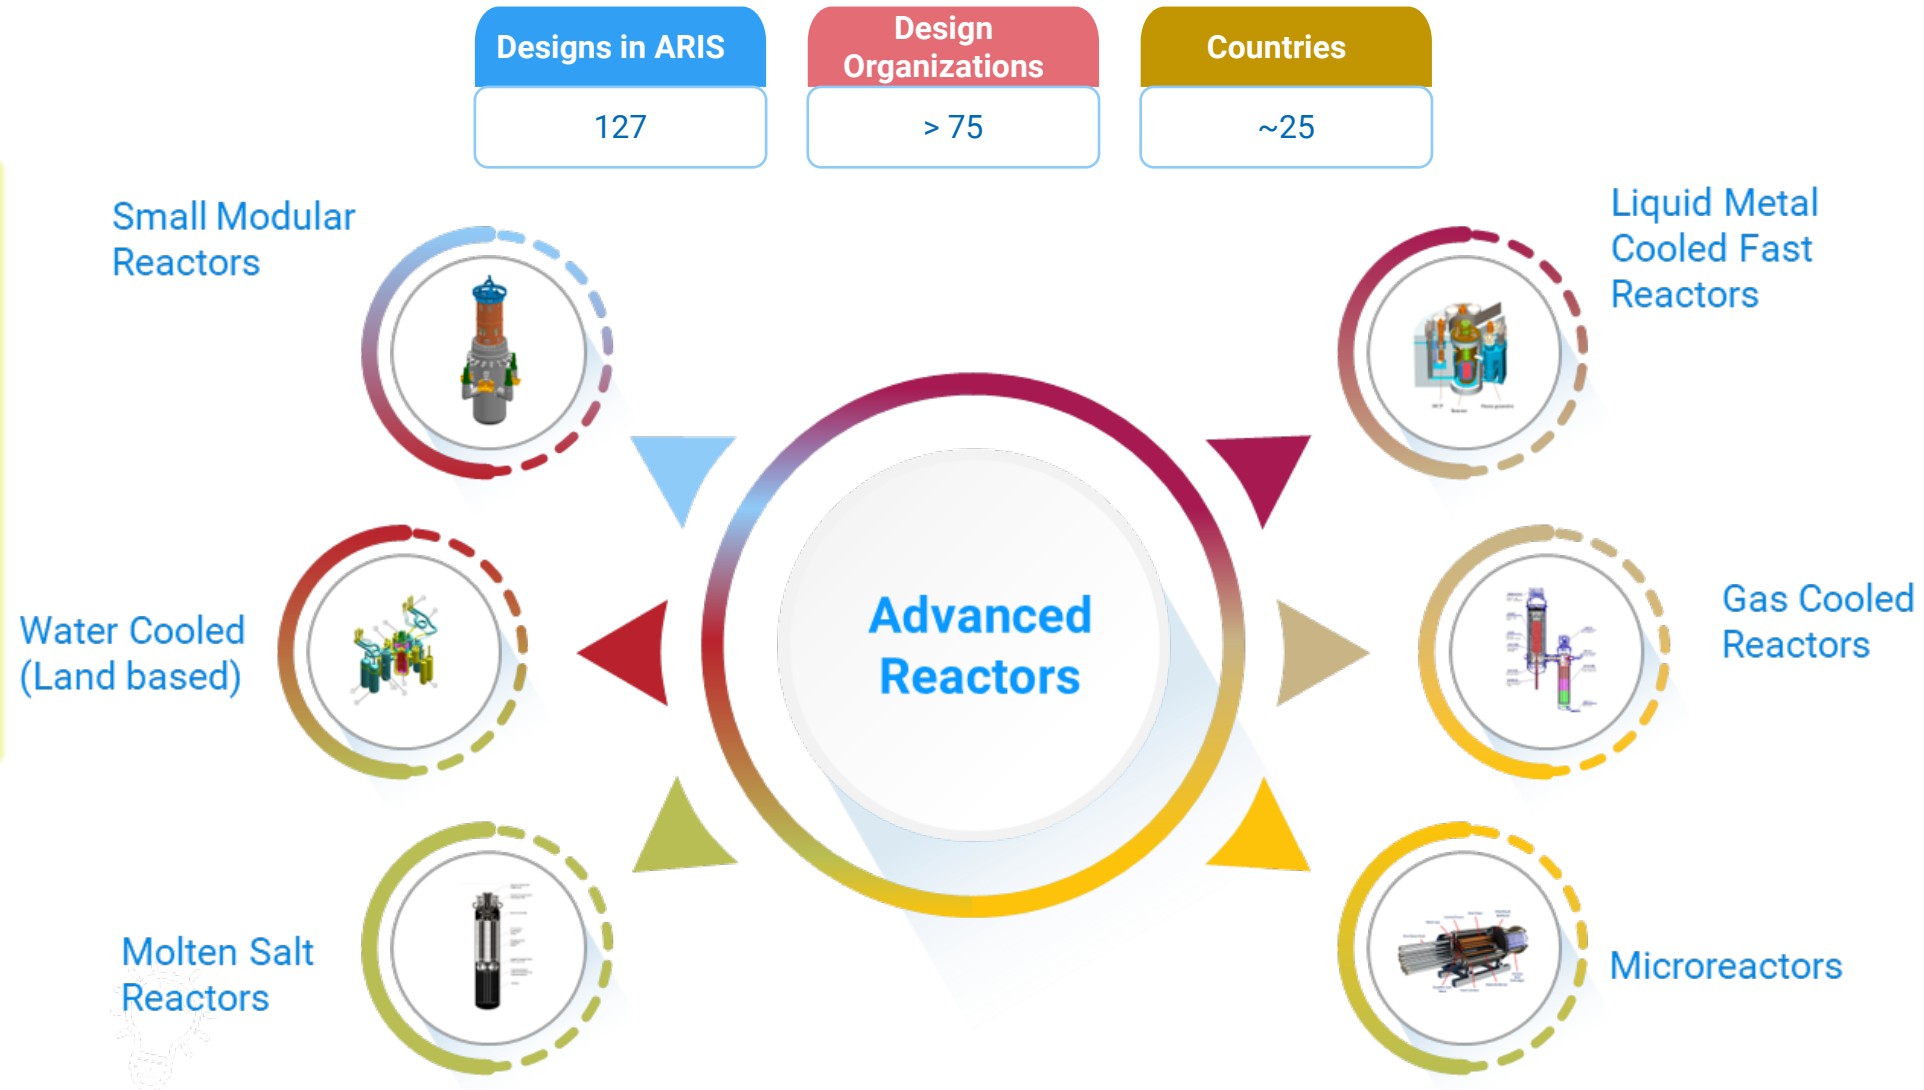 Designs in ARIS
127
Design
Organizations
> 75
Countries
~25
Small Modular
Reactors
Liquid Metal
Cooled Fast
Reactors
Water Cooled
(Land based)
Advanced
Reactors
Gas Cooled
Reactors
Molten Salt
Reactors
Microreactors